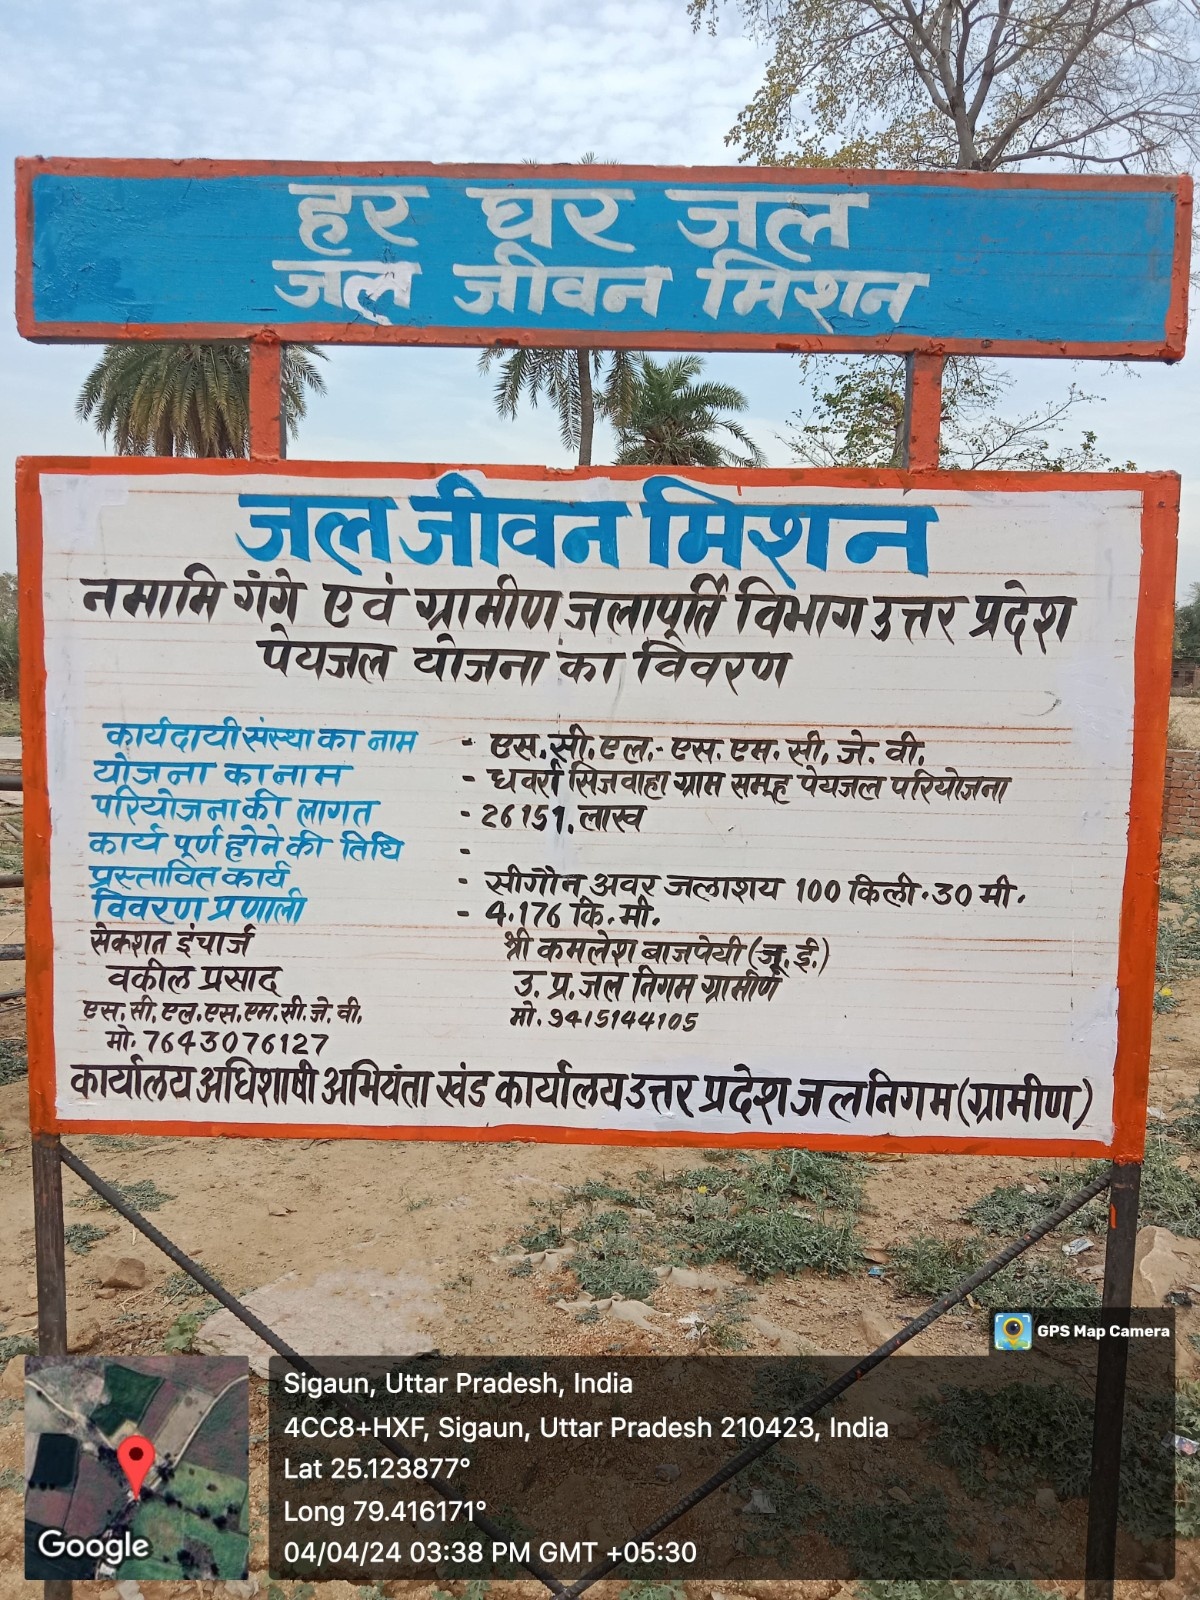 हर घर जल
जल जीवन मिशन
जल जीवन मिशन
नमामि गंगे एवं ग्रामीण जलापूर्ति विभाग उत्तर प्रदेश
पेयजल योजना का विवरण
कार्यदायी संस्था का नाम - एस.सी.एल.- एस.एम.सी.जे.वी.
योजना का नाम - धवर्रा सिजवाहा ग्राम समूह पेयजल परियोजना
परियोजना की लागत - 26151. लाख
कार्य पूर्ण होने की तिथि -
प्रस्तावित कार्य - सीगौन अवर जलाशय 100 किली. 30 मी.
विवरण प्रणाली - 4.176 कि.मी.
सेकशत इंचार्ज श्री कमलेश बाजपेयी (जू.ई.)
वकील प्रसाद उ.प्र.जल निगम ग्रामीण
एस.सी.एल.एस.एम.सी.जे.वी. मो.9415144105
मो. 7643076127
कार्यालय अधिशाषी अभियंता खंड कार्यालय उत्तर प्रदेश जल निगम (ग्रामीण)
GPS Map Camera
Sigaun, Uttar Pradesh, India
4CC8+HXF, Sigaun, Uttar Pradesh 210423, India
Lat 25.123877°
Long 79.416171°
04/04/24 03:38 PM GMT +05:30
Google